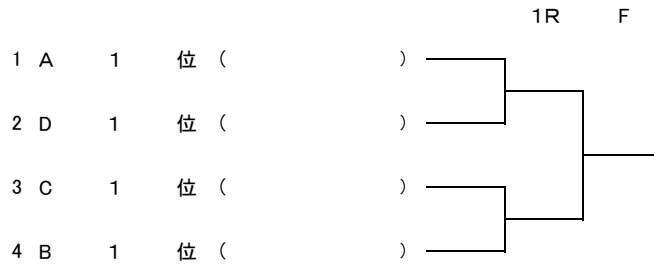 １R F
1 A 1 位 （ ）
2 D 1 位 （ ）
3 C 1 位 （ ）
4 B 1 位 （ ）